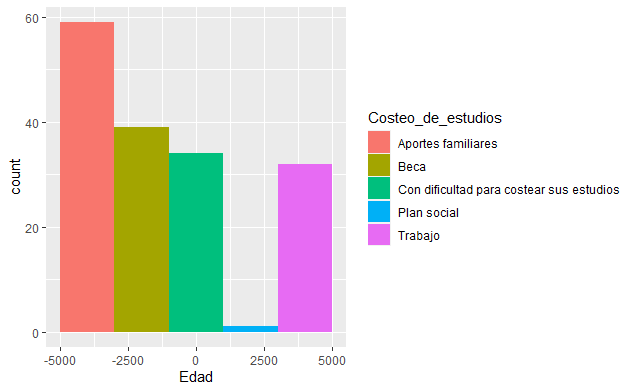 60
40
20
0
count
-5000
-2500
0
2500
5000
Edad
Costeo_de_estudios
Aportes familiares
Beca
Con dificultad para costear sus estudios
Plan social
Trabajo